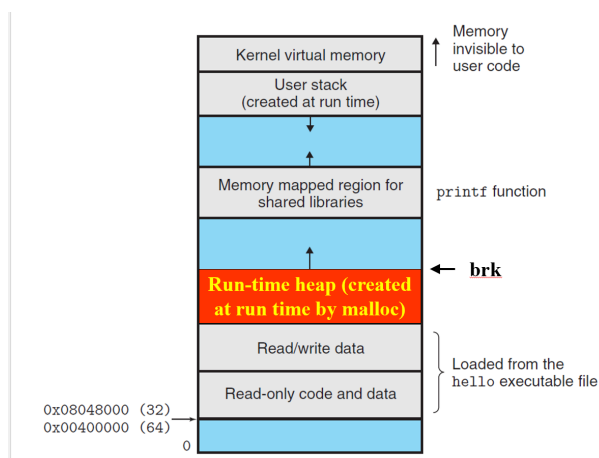 Kernel virtual memory
Memory
invisible to
user code
User stack
(created at run time)
Memory mapped region for
shared libraries
printf function
brk
Run-time heap (created
at run time by malloc)
Read/write data
Loaded from the
hello executable file
Read-only code and data
0x08048000 (32)
0x00400000 (64)
0